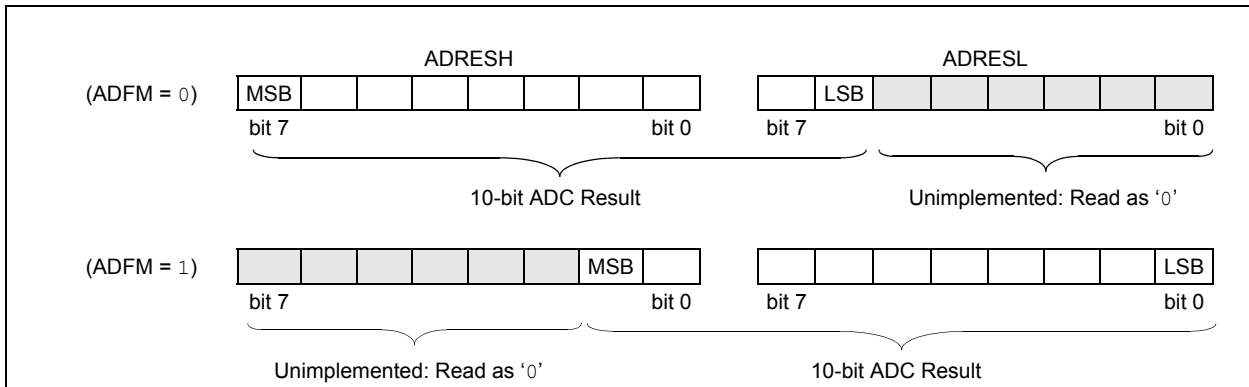 ADRESH ADRESL
(ADFM = 0) MSB LSB
bit 7 bit 0 bit 7 bit 0
10-bit ADC Result Unimplemented: Read as ‘0’
(ADFM = 1) MSB LSB
bit 7 bit 0 bit 7 bit 0
Unimplemented: Read as ‘0’ 10-bit ADC Result